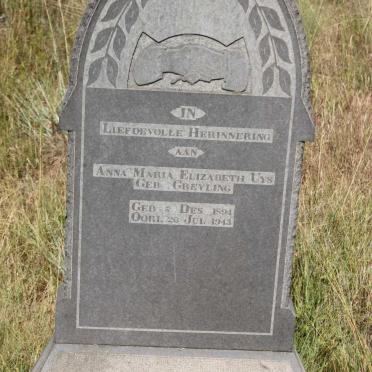 IN
LIEFDEVOLLE HERINNERING
AAN
ANNA MARIA ELIZABETH UYS
GEB GREYLING
GEB 5 DES 1894
OORL 26 JUL 1943